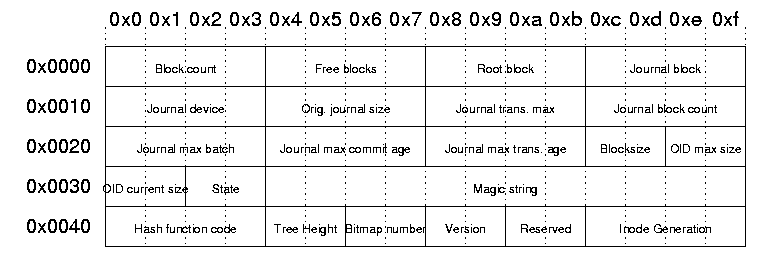 0x0 0x1 0x2 0x3 0x4 0x5 0x6 0x7 0x8 0x9 0xa 0xb 0xc 0xd 0xe 0xf
0x0000 Block count Free blocks Root block Journal block
0x0010 Journal device Orig. journal size Journal trans. max Journal block count
0x0020 Journal max batch Journal max commit age Journal max trans. age Blocksize OID max size
0x0030 OID current size State Magic string
0x0040 Hash function code Tree Height Bitmap number Version Reserved Inode Generation